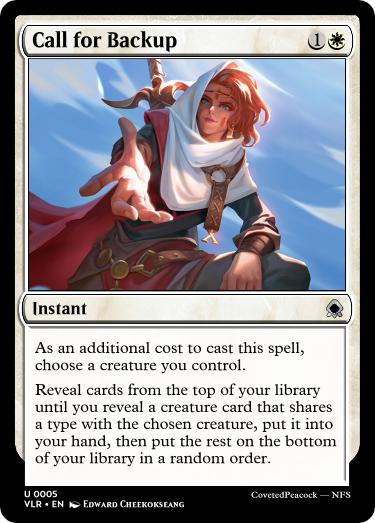 Call for Backup 1
Instant
As an additional cost to cast this spell,
choose a creature you control.
Reveal cards from the top of your library
until you reveal a creature card that shares
a type with the chosen creature, put it into
your hand, then put the rest on the bottom
of your library in a random order.
U 0005
VLR • EN Edward Cheekokseang
CovetedPeacock — NFS